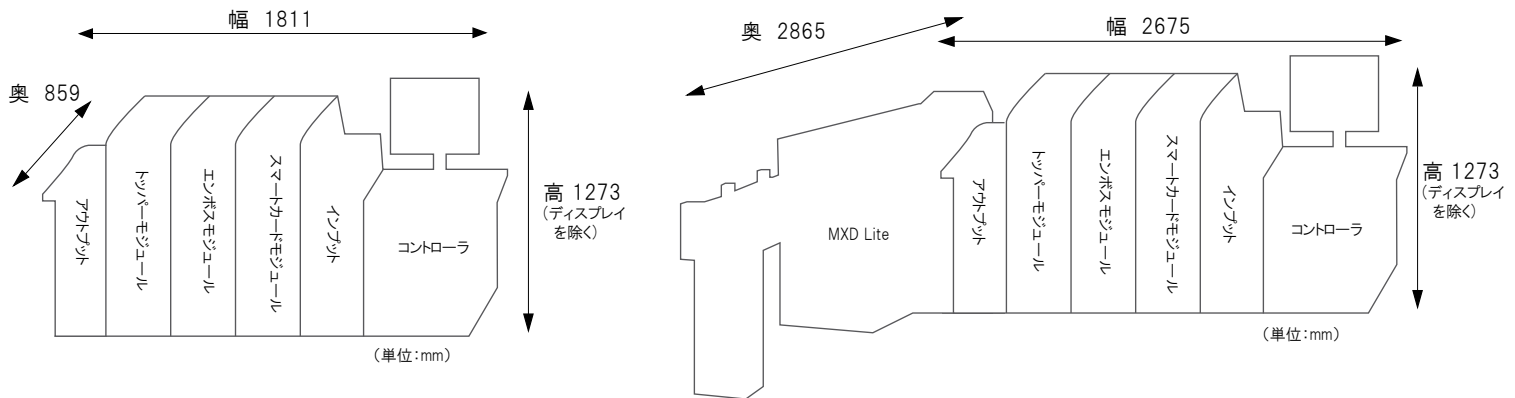 幅 1811
奥 859
アウトプット
トッパーモジュール
エンボスモジュール
スマートカードモジュール
インプット
コントローラ
高 1273
(ディスプレイ
を除く)
(単位:mm)
奥 2865
幅 2675
MXD Lite
アウトプット
トッパーモジュール
エンボスモジュール
スマートカードモジュール
インプット
コントローラ
高 1273
(ディスプレイ
を除く)
(単位:mm)